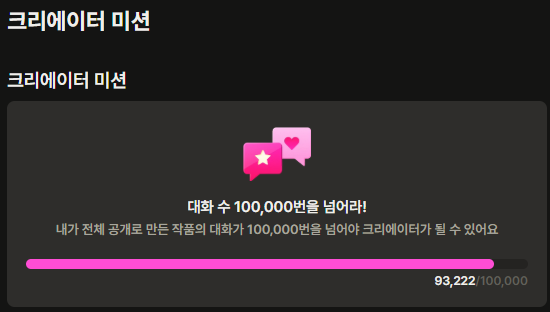 크리에이터 미션
크리에이터 미션
대화 수 100,000번을 넘어라!
내가 전체 공개로 만든 작품의 대화가 100,000번을 넘어야 크리에이터가 될 수 있어요
93,222/100,000